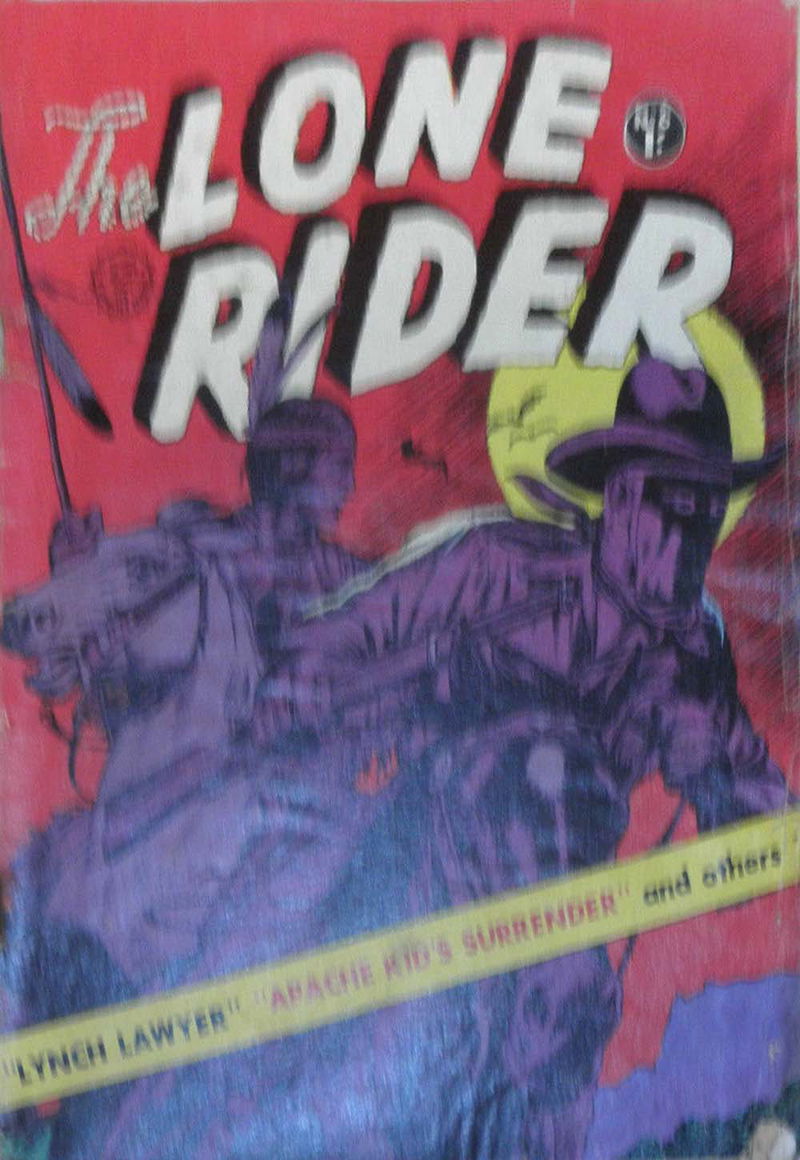 The LONE
RIDER
"LYNCH LAWYER" "APACHE KID'S SURRENDER" and others